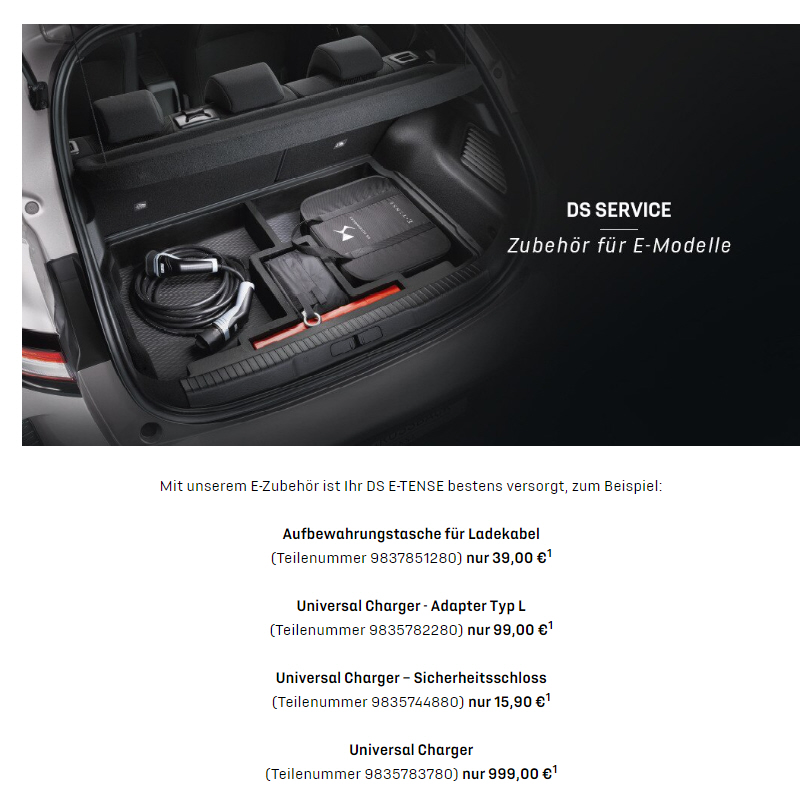 DS SERVICE
Zubehör für E-Modelle
E-TENSE
Mit unserem E-Zubehör ist Ihr DS E-TENSE bestens versorgt, zum Beispiel:
Aufbewahrungstasche für Ladekabel
(Teilenummer 9837851280) nur 39,00 €¹
Universal Charger - Adapter Typ L
(Teilenummer 9835782280) nur 99,00 €¹
Universal Charger – Sicherheitsschloss
(Teilenummer 9835744880) nur 15,90 €¹
Universal Charger
(Teilenummer 9835783780) nur 999,00 €¹